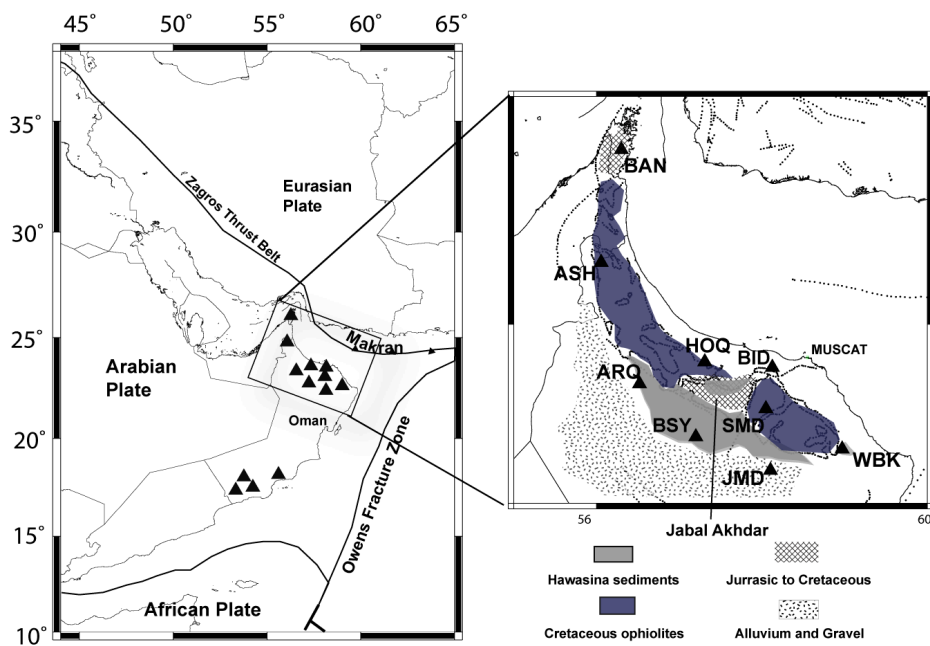 45° 50° 55° 60° 65°
35°
30°
25°
20°
15°
10°
Eurasian
Plate
Zagros Thrust Belt
Makran
Arabian
Plate
Oman
Owens Fracture Zone
African Plate
BAN
ASH
HOQ
BID
MUSCAT
ARQ
BSY
SMD
WBK
JMD
56
60
Jabal Akhdar
Hawasina sediments
Jurrasic to Cretaceous
Cretaceous ophiolites
Alluvium and Gravel